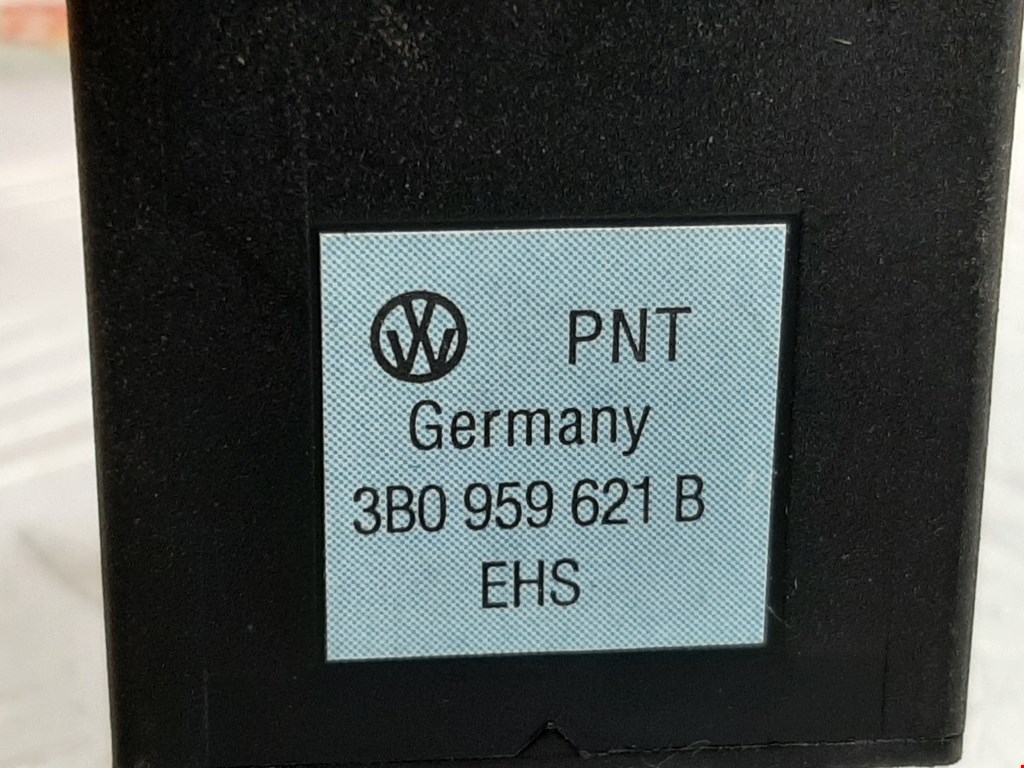 PNT
Germany
3B0 959 621 B
EHS